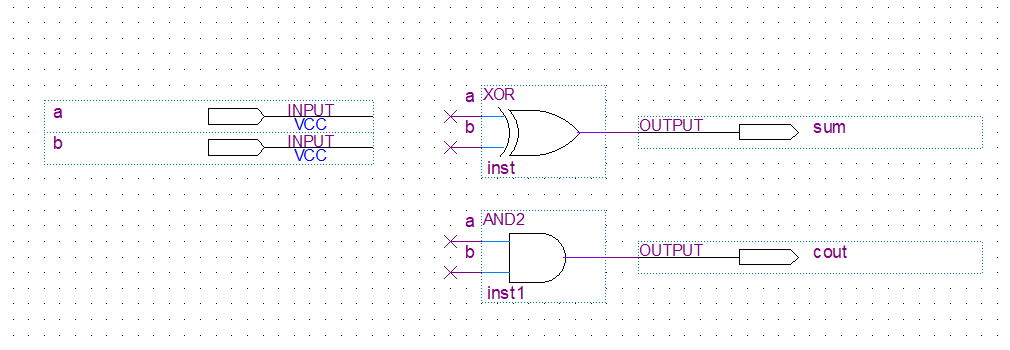 a
INPUT
VCC
b
INPUT
VCC
a
XOR
b
inst
OUTPUT
sum
a
AND2
b
inst1
OUTPUT
cout